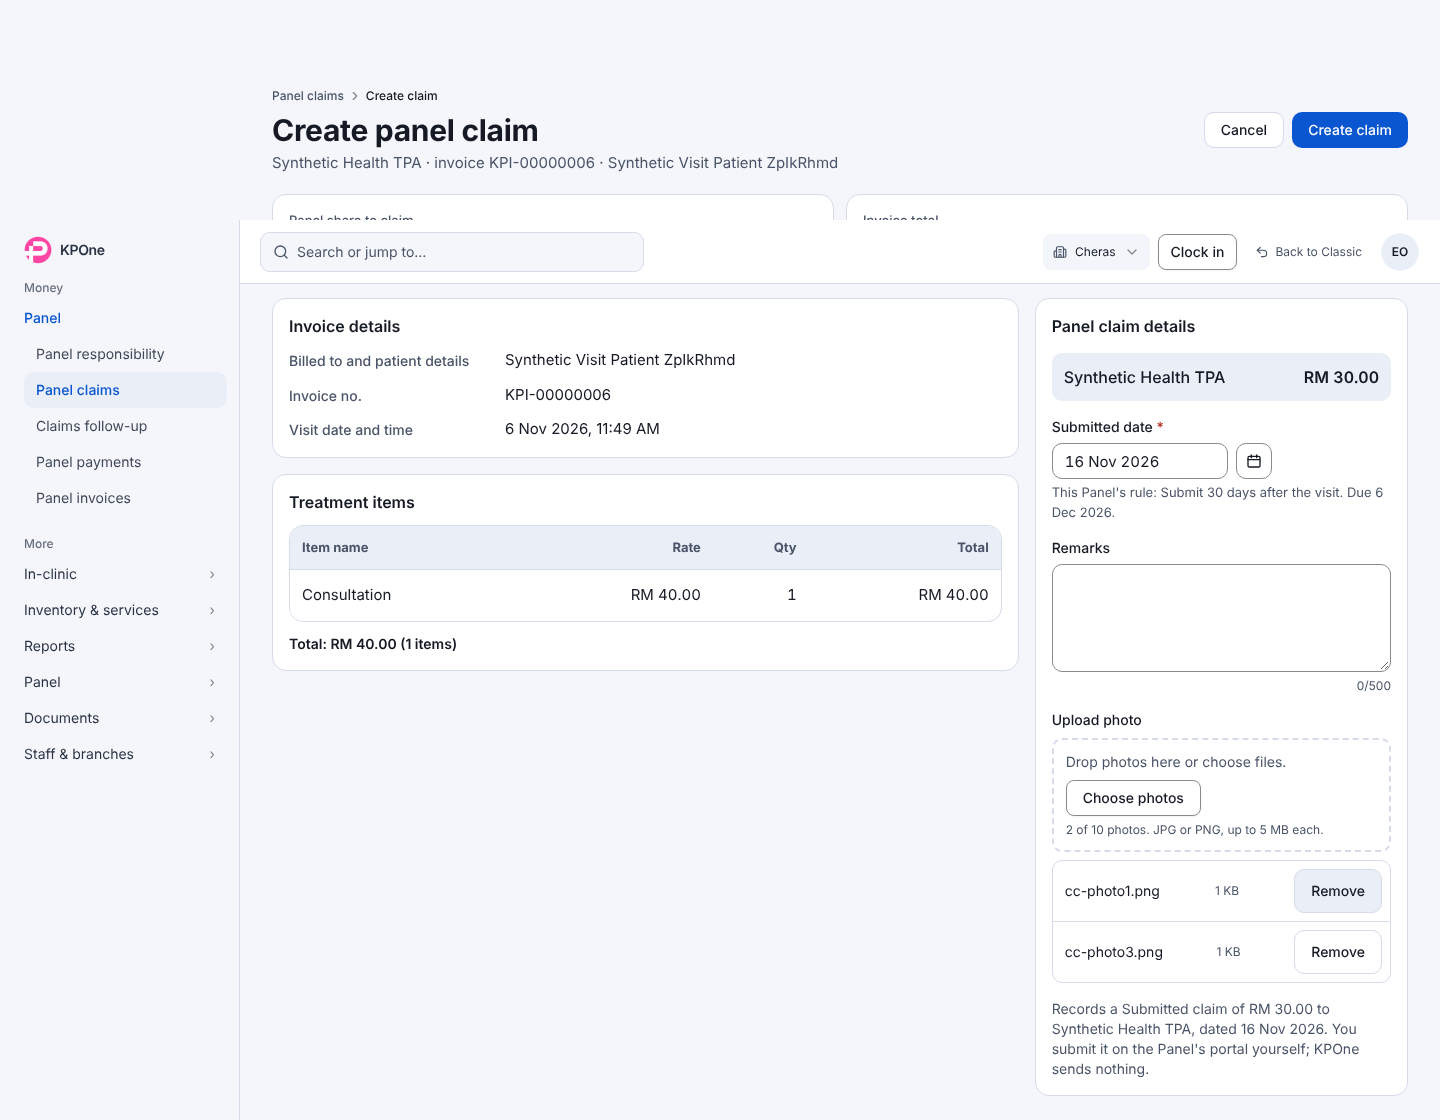 Panel claims > Create claim
Create panel claim
Cancel
Create claim
Synthetic Health TPA · invoice KPI-00000006 · Synthetic Visit Patient ZpIkRhmd
Panel share to claim
Invoice total
KPOne
Search or jump to...
Cheras
Clock in
Back to Classic
EO
Money
Panel
Panel responsibility
Panel claims
Claims follow-up
Panel payments
Panel invoices
More
In-clinic
Inventory & services
Reports
Panel
Documents
Staff & branches
Invoice details
Billed to and patient details Synthetic Visit Patient ZpIkRhmd
Invoice no. KPI-00000006
Visit date and time 6 Nov 2026, 11:49 AM
Treatment items
Item name Rate Qty Total
Consultation RM 40.00 1 RM 40.00
Total: RM 40.00 (1 items)
Panel claim details
Synthetic Health TPA RM 30.00
Submitted date *
16 Nov 2026
This Panel's rule: Submit 30 days after the visit. Due 6
Dec 2026.
Remarks
0/500
Upload photo
Drop photos here or choose files.
Choose photos
2 of 10 photos. JPG or PNG, up to 5 MB each.
cc-photo1.png 1 KB Remove
cc-photo3.png 1 KB Remove
Records a Submitted claim of RM 30.00 to
Synthetic Health TPA, dated 16 Nov 2026. You
submit it on the Panel's portal yourself; KPOne
sends nothing.